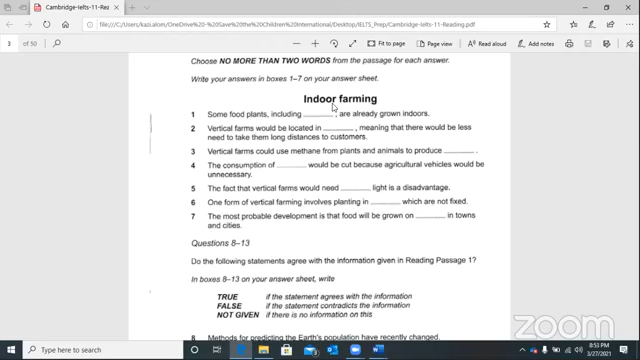 Cambridge-Ielts-11-Reading.pdf
File
C:/Users/kazi.alom/OneDrive%20-%20Save%20the%20Children%20International/Desktop/IELTS_Prep/Cambridge-Ielts-11-Reading.pdf
3 of 50
Fit to page
Page view
Read aloud
Add notes
Choose NO MORE THAN TWO WORDS from the passage for each answer.
Write your answers in boxes 1–7 on your answer sheet.
Indoor farming
1 Some food plants, including .........., are already grown indoors.
2 Vertical farms would be located in .........., meaning that there would be less
need to take them long distances to customers.
3 Vertical farms could use methane from plants and animals to produce .......... .
4 The consumption of .......... would be cut because agricultural vehicles would be
unnecessary.
5 The fact that vertical farms would need .......... light is a disadvantage.
6 One form of vertical farming involves planting in .......... which are not fixed.
7 The most probable development is that food will be grown on .......... in towns
and cities.
Questions 8–13
Do the following statements agree with the information given in Reading Passage 1?
In boxes 8–13 on your answer sheet, write
TRUE if the statement agrees with the information
FALSE if the statement contradicts the information
NOT GIVEN if there is no information on this
8 Methods for predicting the Earth's population have recently changed.
zoom
Type here to search
8:53 PM
3/27/2021